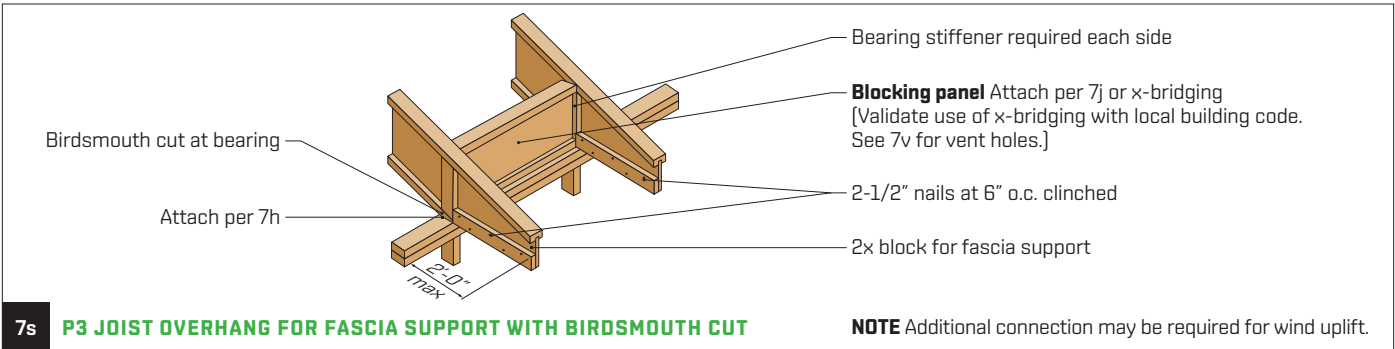 Bearing stiffener required each side
Blocking panel Attach per 7j or x-bridging
(Validate use of x-bridging with local building code.
See 7v for vent holes.)
Birdsmouth cut at bearing
2-1/2" nails at 6" o.c. clinched
Attach per 7h
2x block for fascia support
2'-0"
max
7s P3 JOIST OVERHANG FOR FASCIA SUPPORT WITH BIRDSMOUTH CUT
NOTE Additional connection may be required for wind uplift.